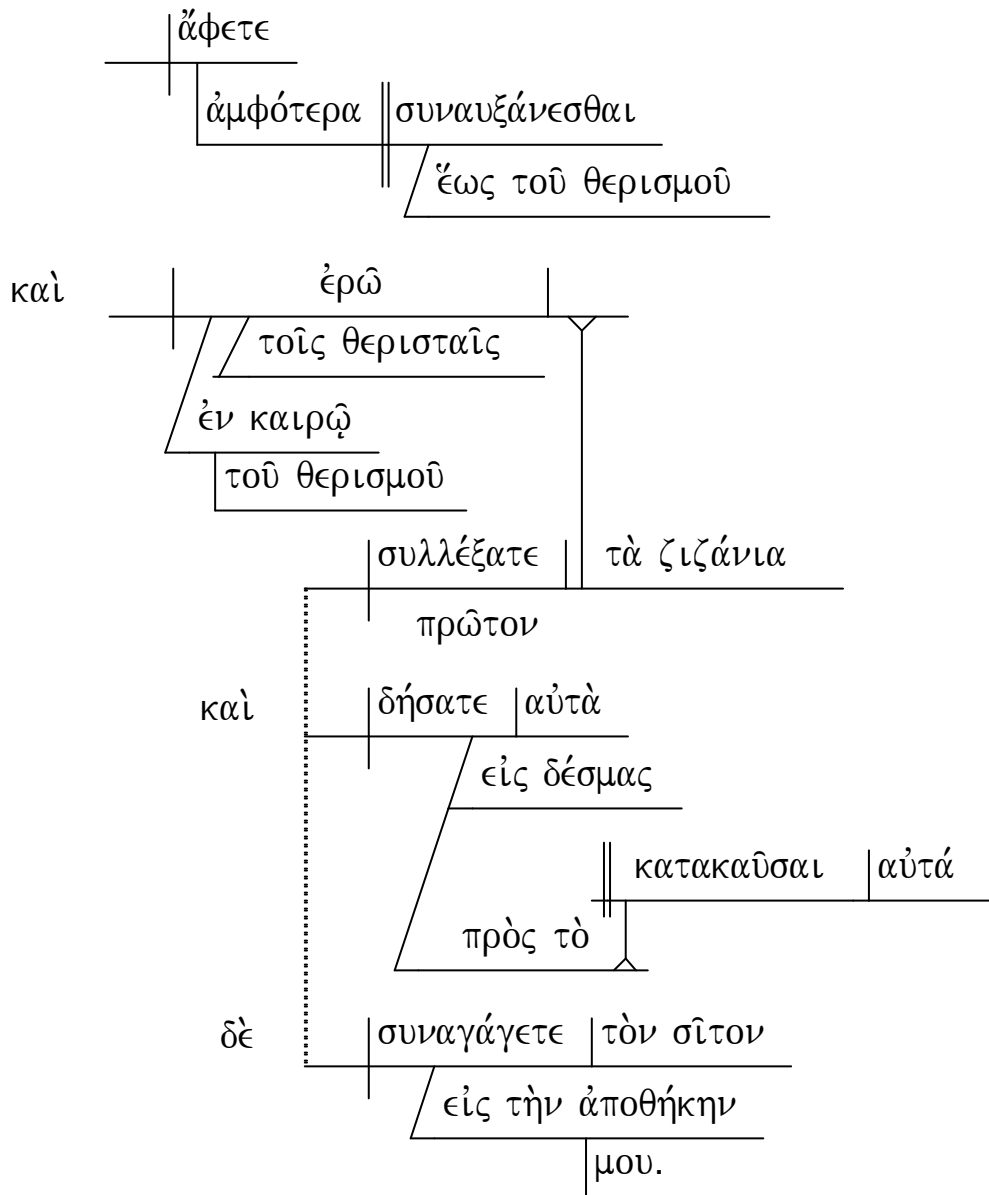 ἄφετε
ἀμφότερα συναυξάνεσθαι
ἕως τοῦ θερισμοῦ
καὶ ἐρῶ
τοῖς θερισταῖς
ἐν καιρῷ
τοῦ θερισμοῦ
συλλέξατε τὰ ζιζάνια
πρῶτον
καὶ δήσατε αὐτὰ
εἰς δέσμας
κατακαῦσαι αὐτά
πρὸς τὸ
δὲ συναγάγετε τὸν σῖτον
εἰς τὴν ἀποθήκην
μου.